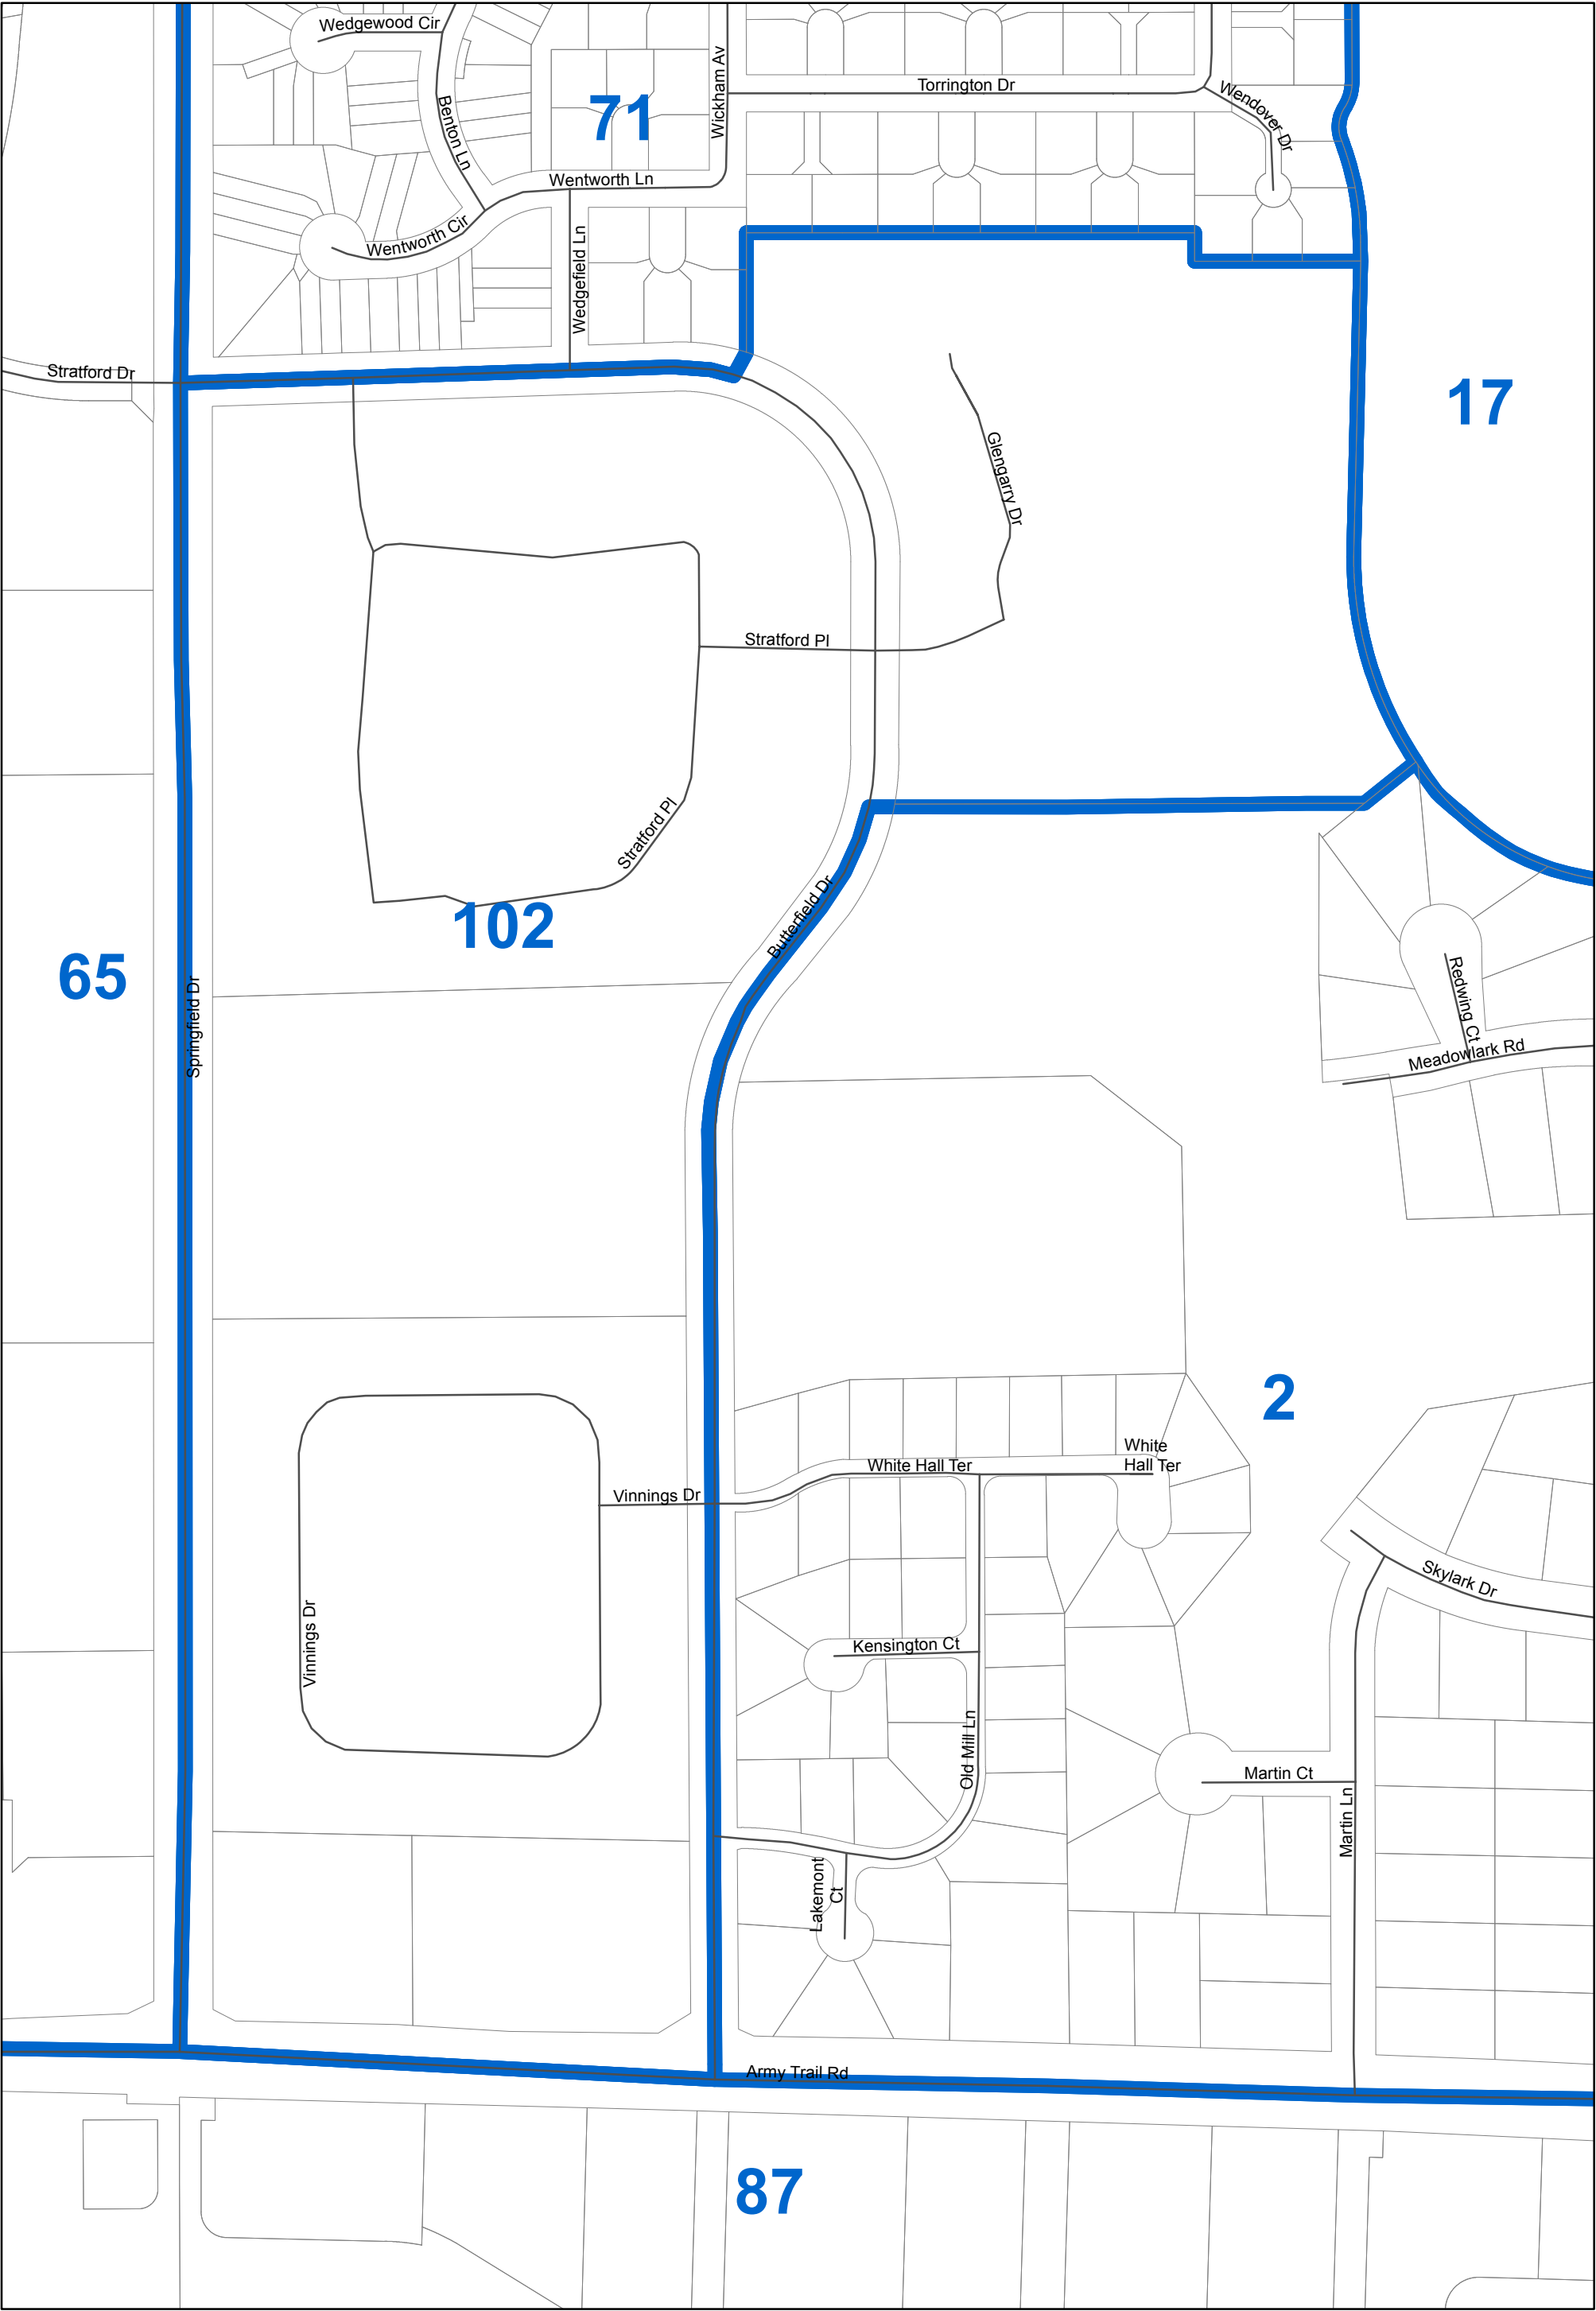 Wedgewood Cir
Benton Ln
71
Wickham Av
Torrington Dr
Wendover Dr
Wentworth Ln
Wentworth Cir
Wedgefield Ln
Stratford Dr
17
Glengarry Dr
Stratford Pl
Stratford Pl
102
Butterfield Dr
65
Springfield Dr
Redwing Ct
Meadowlark Rd
2
White
Hall Ter
White Hall Ter
Vinnings Dr
Skylark Dr
Vinnings Dr
Kensington Ct
Old Mill Ln
Martin Ct
Martin Ln
Lakemont
Ct
Army Trail Rd
87